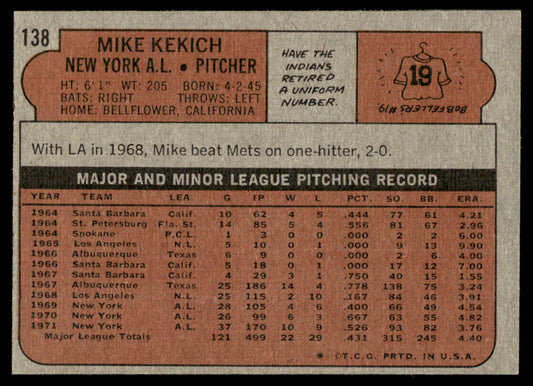 138
MIKE KEKICH
NEW YORK A.L. • PITCHER
HT: 6'1" WT: 205 BORN: 4-2-45
BATS: RIGHT THROWS: LEFT
HOME: BELLFLOWER, CALIFORNIA
HAVE THE
INDIANS
RETIRED
A UNIFORM
NUMBER.
19
BOB FELLER'S #19
With LA in 1968, Mike beat Mets on one-hitter, 2-0.
MAJOR AND MINOR LEAGUE PITCHING RECORD
YEAR TEAM LEA. G IP W L PCT. SO. BB. ERA.
1964 Santa Barbara Calif. 10 62 4 5 .444 77 61 4.21
1964 St. Petersburg Fla. St. 14 85 5 4 .556 81 67 2.96
1964 Spokane P.C.L. 1 3 0 0 .000 2 2 6.00
1965 Los Angeles N.L. 5 10 0 1 .000 9 13 9.90
1966 Albuquerque Texas 6 9 0 0 .000 2 6 4.00
1966 Santa Barbara Calif. 5 18 0 1 .000 17 12 7.00
1967 Santa Barbara Calif. 4 29 3 1 .750 40 15 1.55
1967 Albuquerque Texas 25 186 14 4 .778 138 75 3.24
1968 Los Angeles N.L. 25 115 2 10 .167 84 46 3.91
1969 New York A.L. 28 105 4 6 .400 66 49 4.54
1970 New York A.L. 26 99 6 3 .667 63 55 4.82
1971 New York A.L. 37 170 10 9 .526 93 82 3.76
Major League Totals 121 499 22 29 .431 315 245 4.40
* ©T.C.G. PRTD. IN U.S.A.